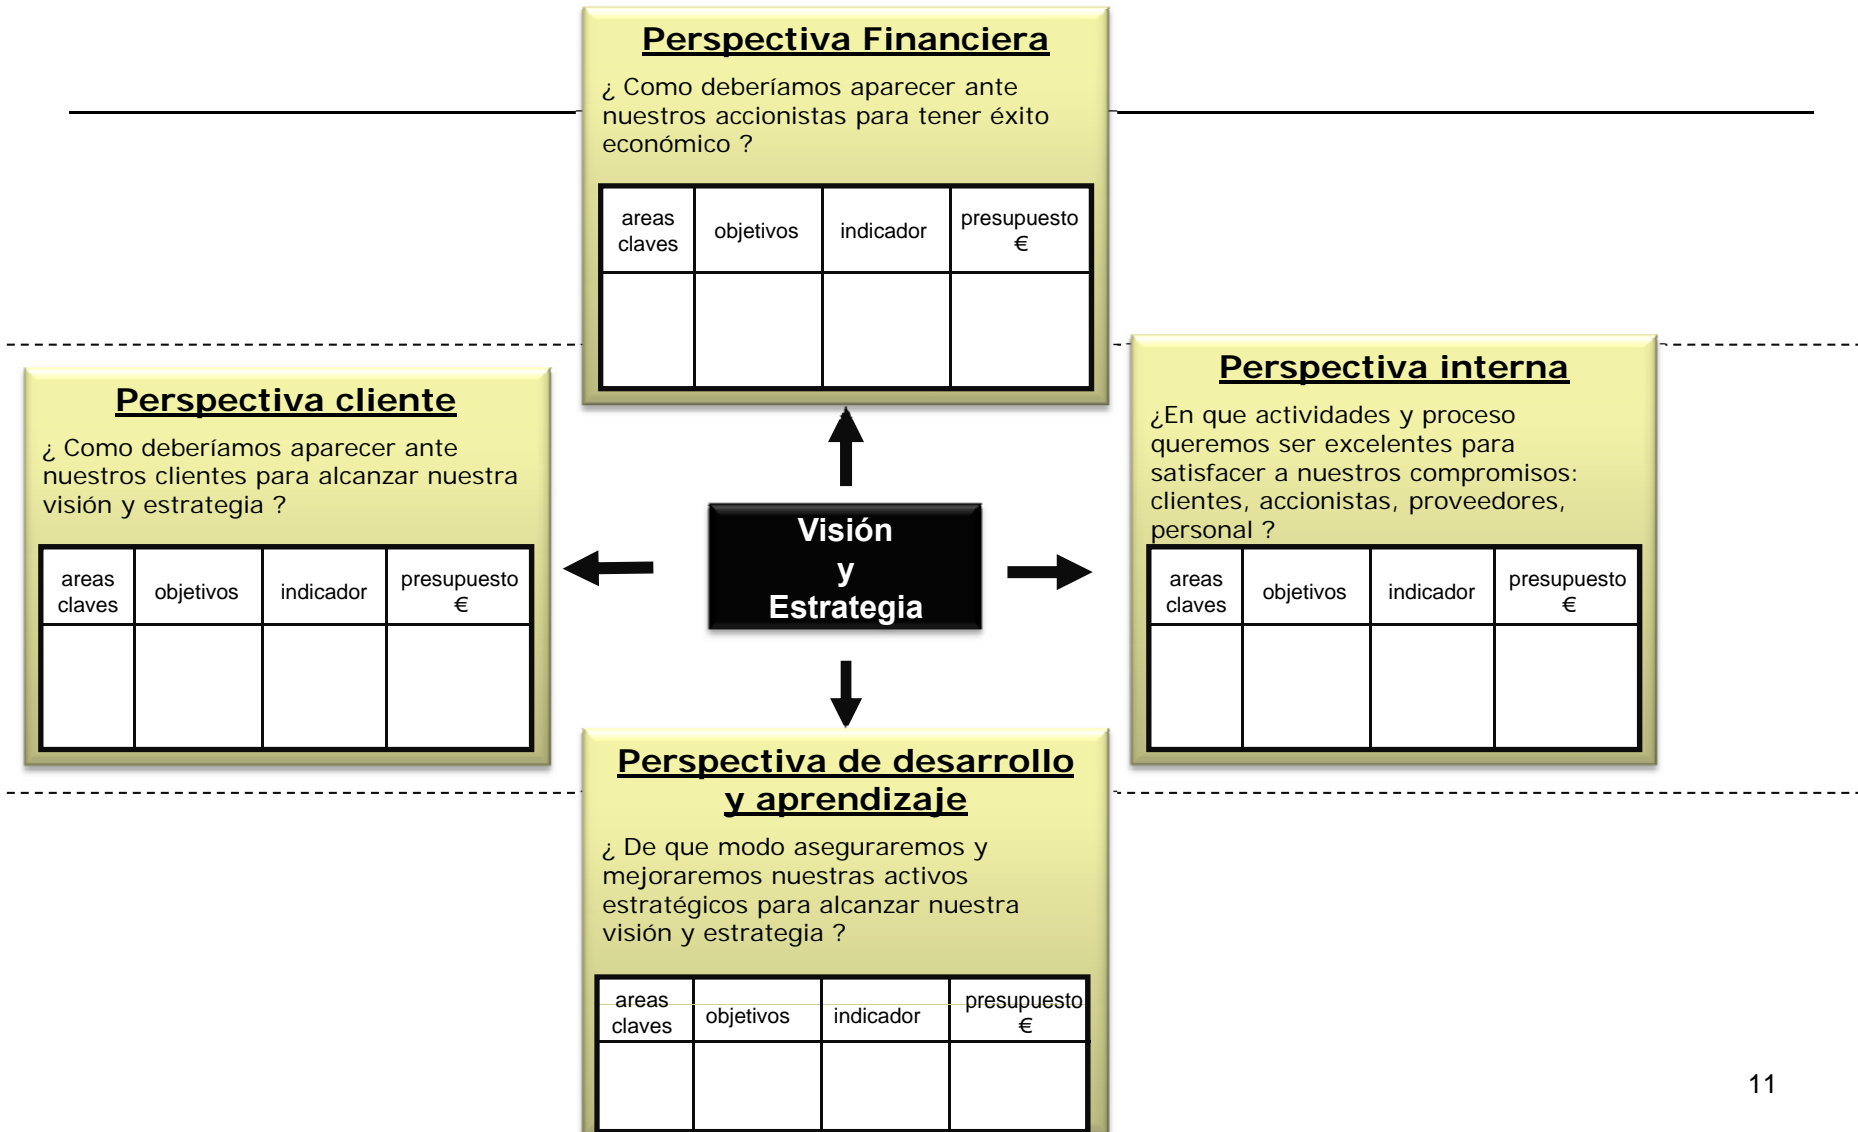 Perspectiva Financiera
¿ Como deberíamos aparecer ante
nuestros accionistas para tener éxito
económico ?
areas
claves
objetivos
indicador
presupuesto
€
Perspectiva cliente
¿ Como deberíamos aparecer ante
nuestros clientes para alcanzar nuestra
visión y estrategia ?
areas
claves
objetivos
indicador
presupuesto
€
Visión
y
Estrategia
Perspectiva interna
¿En que actividades y proceso
queremos ser excelentes para
satisfacer a nuestros compromisos:
clientes, accionistas, proveedores,
personal ?
areas
claves
objetivos
indicador
presupuesto
€
Perspectiva de desarrollo
y aprendizaje
¿ De que modo aseguraremos y
mejoraremos nuestras activos
estratégicos para alcanzar nuestra
visión y estrategia ?
areas
claves
objetivos
indicador
presupuesto
€
11